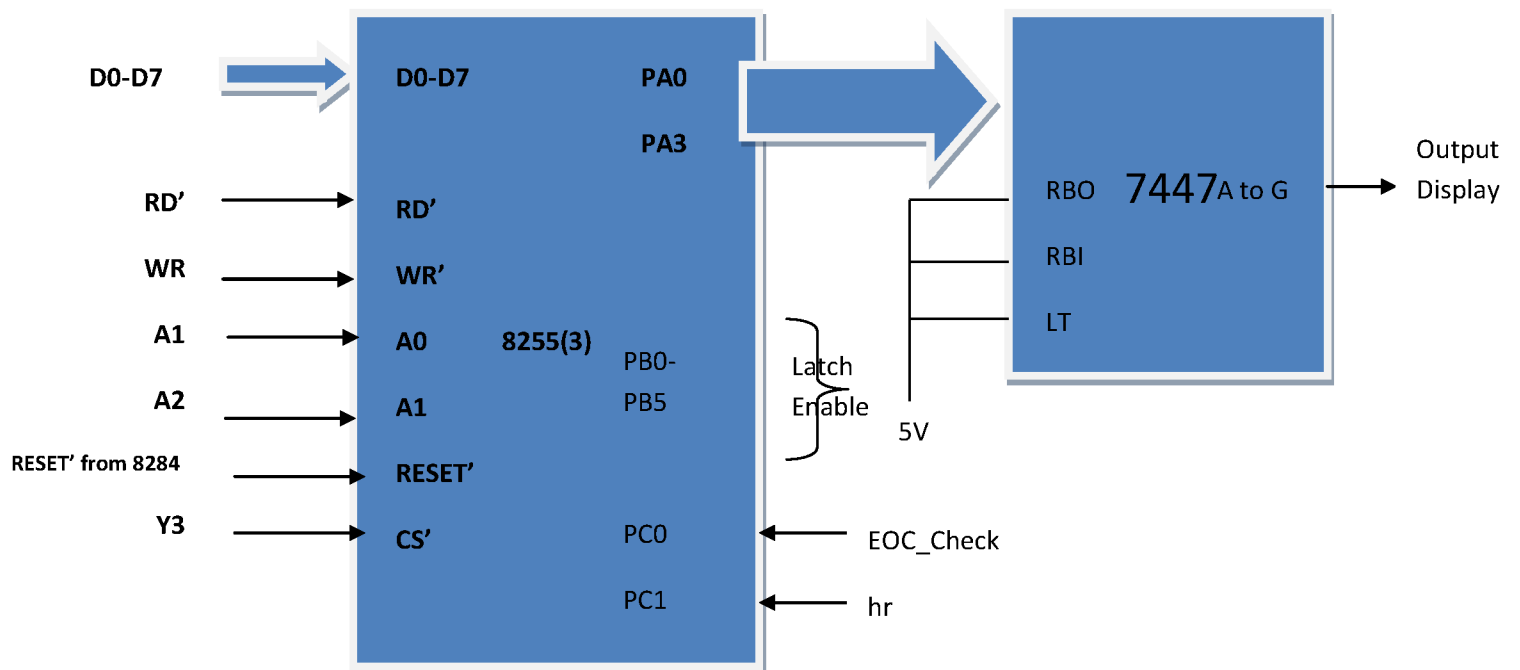 D0-D7
RD’
WR
A1
A2
RESET’ from 8284
Y3
D0-D7
RD’
WR’
A0
8255(3)
A1
RESET’
CS’
PA0
PA3
PB0-
PB5
PC0
PC1
Latch
Enable
EOC_Check
hr
5V
RBO
7447
A to G
RBI
LT
Output
Display